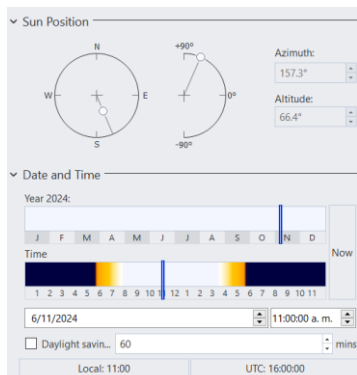 Sun Position
N
+90°
Azimuth:
157.3°
W
E
0°
Altitude:
66.4°
S
-90°
Date and Time
Year 2024:
J F M A M J J A S O N D
Now
Time
1 2 3 4 5 6 7 8 9 10 12 1 2 3 4 5 6 7 8 9 10 11
6/11/2024
11:00:00 a. m.
Daylight savin... 60
mins
Local: 11:00
UTC: 16:00:00